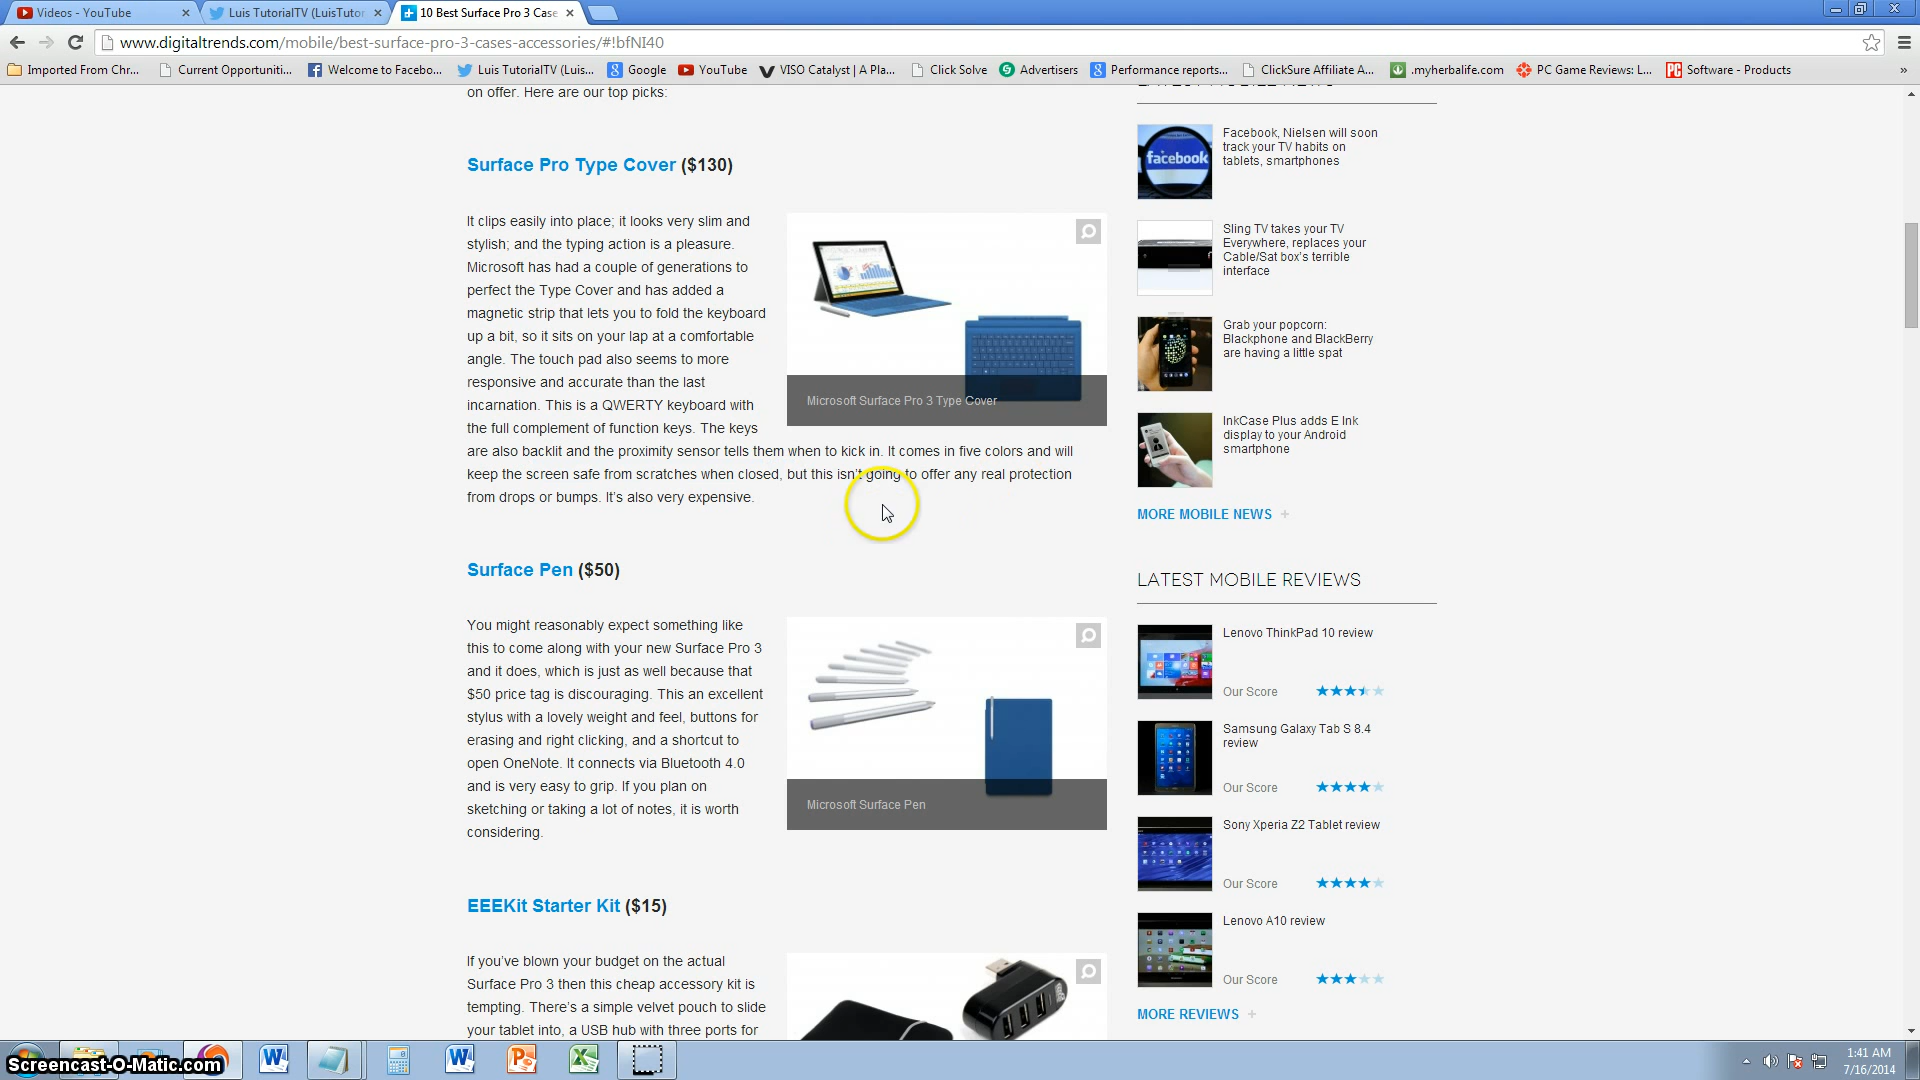 Videos - YouTube
Luis TutorialTV (LuisTutor
10 Best Surface Pro 3 Case
www.digitaltrends.com/mobile/best-surface-pro-3-cases-accessories/#!bfNI40
Imported From Chr...
Current Opportuniti...
Welcome to Facebo...
Luis TutorialTV (Luis...
Google
YouTube
VISO Catalyst | A Pla...
Click Solve
Advertisers
Performance reports...
ClickSure Affiliate A...
.myherbalife.com
PC Game Reviews: L...
Software - Products
»
on offer. Here are our top picks:
Surface Pro Type Cover ($130)
It clips easily into place; it looks very slim and
stylish; and the typing action is a pleasure.
Microsoft has had a couple of generations to
perfect the Type Cover and has added a
magnetic strip that lets you to fold the keyboard
up a bit, so it sits on your lap at a comfortable
angle. The touch pad also seems to more
responsive and accurate than the last
incarnation. This is a QWERTY keyboard with
the full complement of function keys. The keys
are also backlit and the proximity sensor tells them when to kick in. It comes in five colors and will
keep the screen safe from scratches when closed, but this isn't going to offer any real protection
from drops or bumps. It's also very expensive.
Microsoft Surface Pro 3 Type Cover
Surface Pen ($50)
You might reasonably expect something like
this to come along with your new Surface Pro 3
and it does, which is just as well because that
$50 price tag is discouraging. This an excellent
stylus with a lovely weight and feel, buttons for
erasing and right clicking, and a shortcut to
open OneNote. It connects via Bluetooth 4.0
and is very easy to grip. If you plan on
sketching or taking a lot of notes, it is worth
considering.
Microsoft Surface Pen
EEEKit Starter Kit ($15)
If you've blown your budget on the actual
Surface Pro 3 then this cheap accessory kit is
tempting. There's a simple velvet pouch to slide
your tablet into, a USB hub with three ports for
LATEST MOBILE NEWS
facebook
Facebook, Nielsen will soon
track your TV habits on
tablets, smartphones
Sling TV takes your TV
Everywhere, replaces your
Cable/Sat box's terrible
interface
Grab your popcorn:
Blackphone and BlackBerry
are having a little spat
InkCase Plus adds E Ink
display to your Android
smartphone
MORE MOBILE NEWS +
LATEST MOBILE REVIEWS
Lenovo ThinkPad 10 review
Our Score
Samsung Galaxy Tab S 8.4
review
Our Score
Sony Xperia Z2 Tablet review
Our Score
Lenovo A10 review
Our Score
MORE REVIEWS +
Screencast-O-Matic.com
1:41 AM
7/16/2014